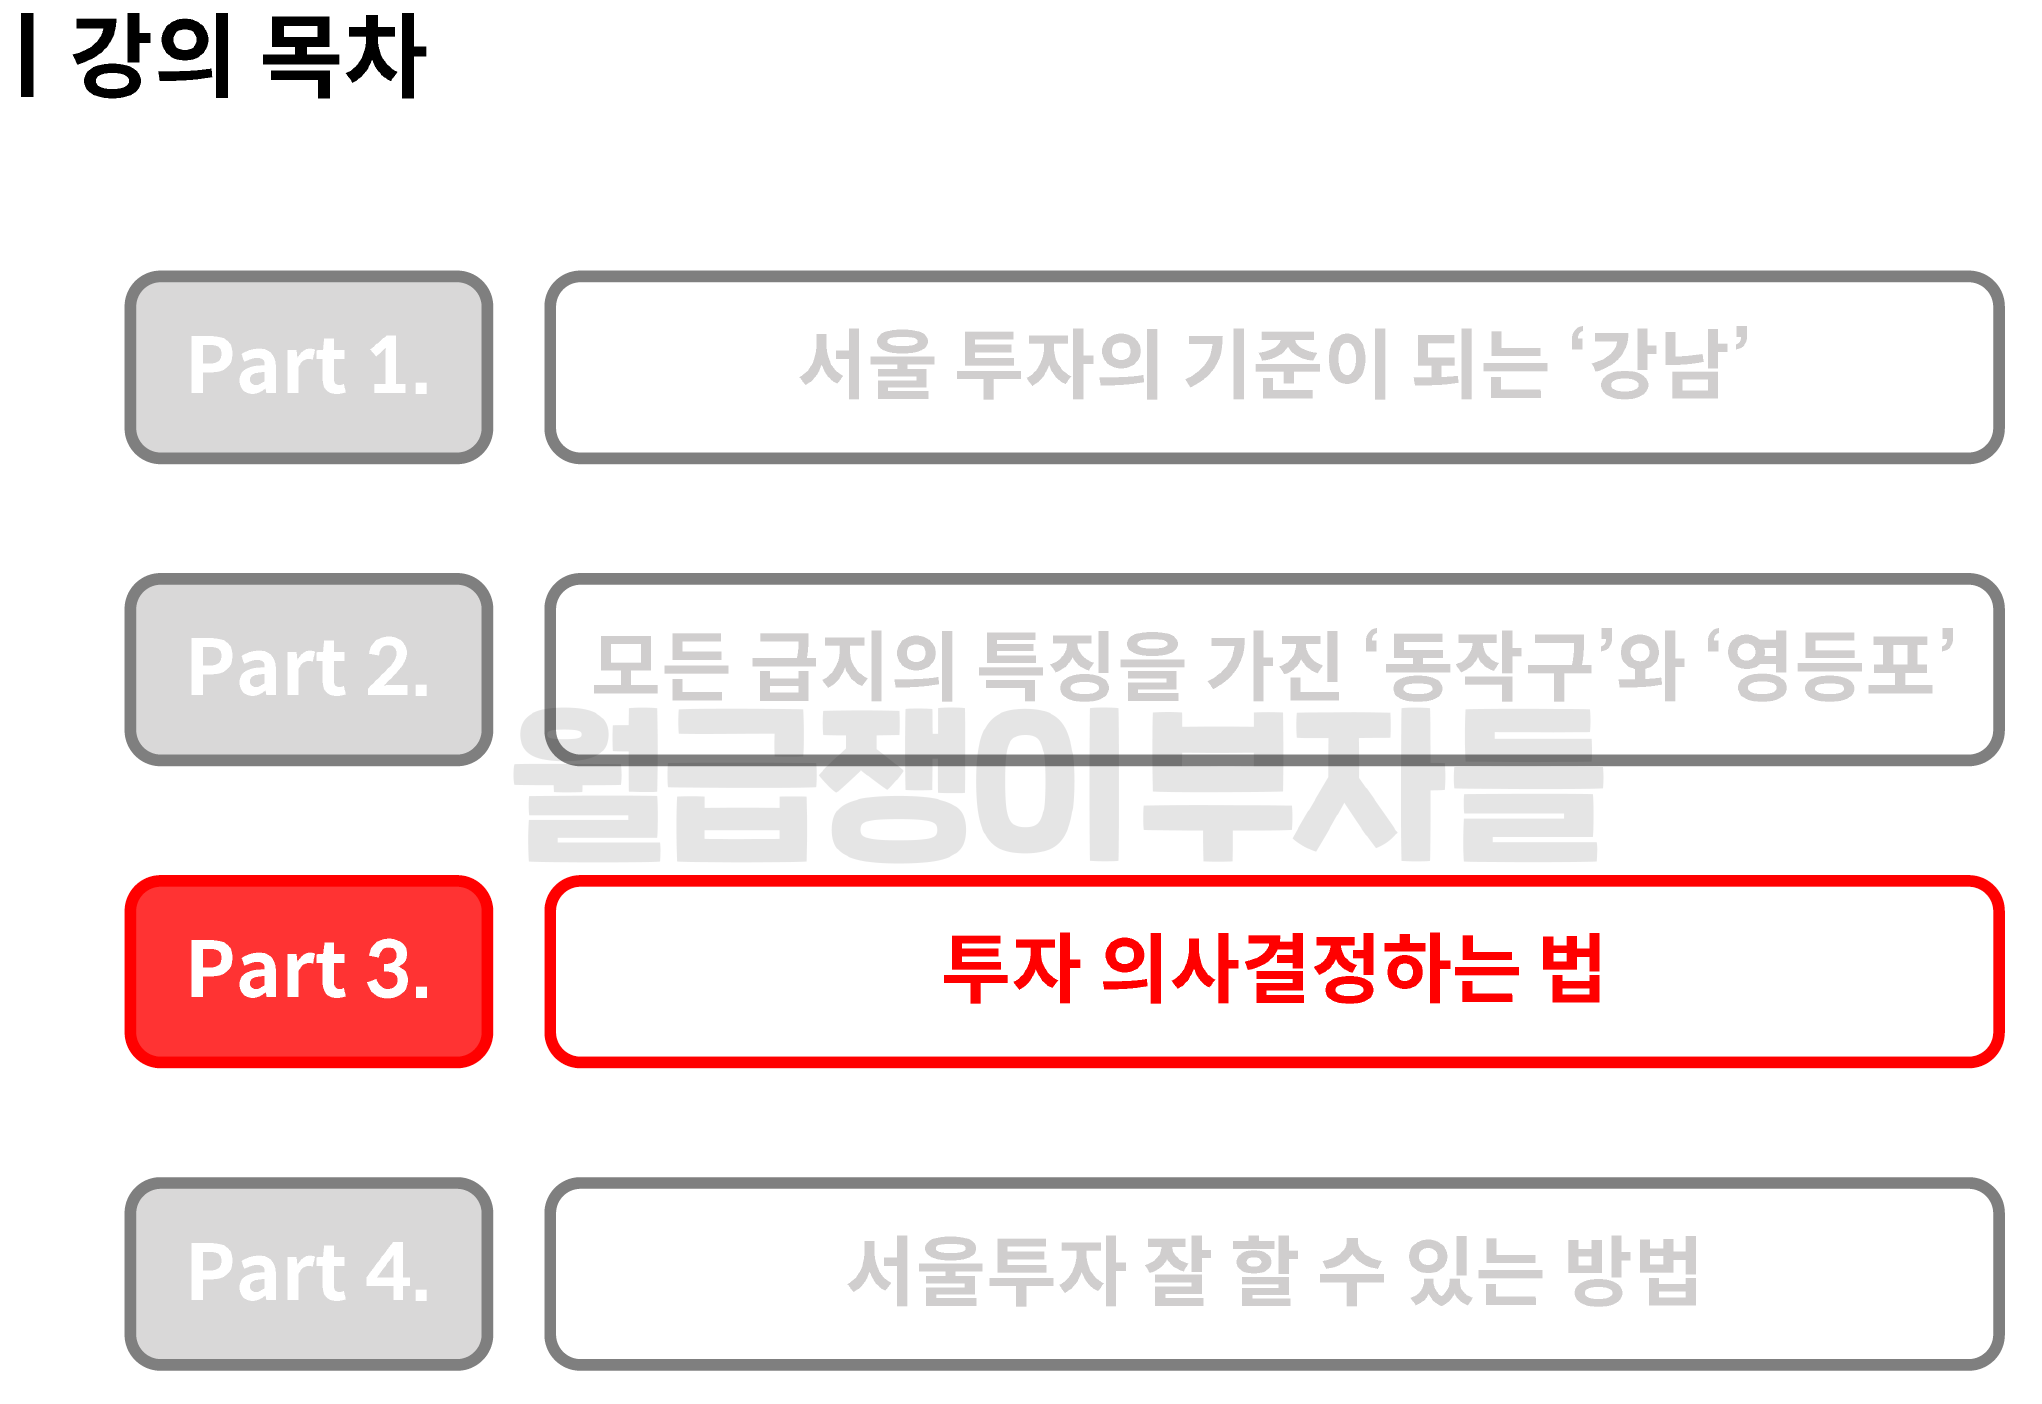 | 강의 목차
Part 1.
서울 투자의 기준이 되는 ‘강남’
Part 2.
모든 급지의 특징을 가진 ‘동작구’와 ‘영등포’
월급쟁이부자들
Part 3.
투자 의사결정하는 법
Part 4.
서울투자 잘 할 수 있는 방법